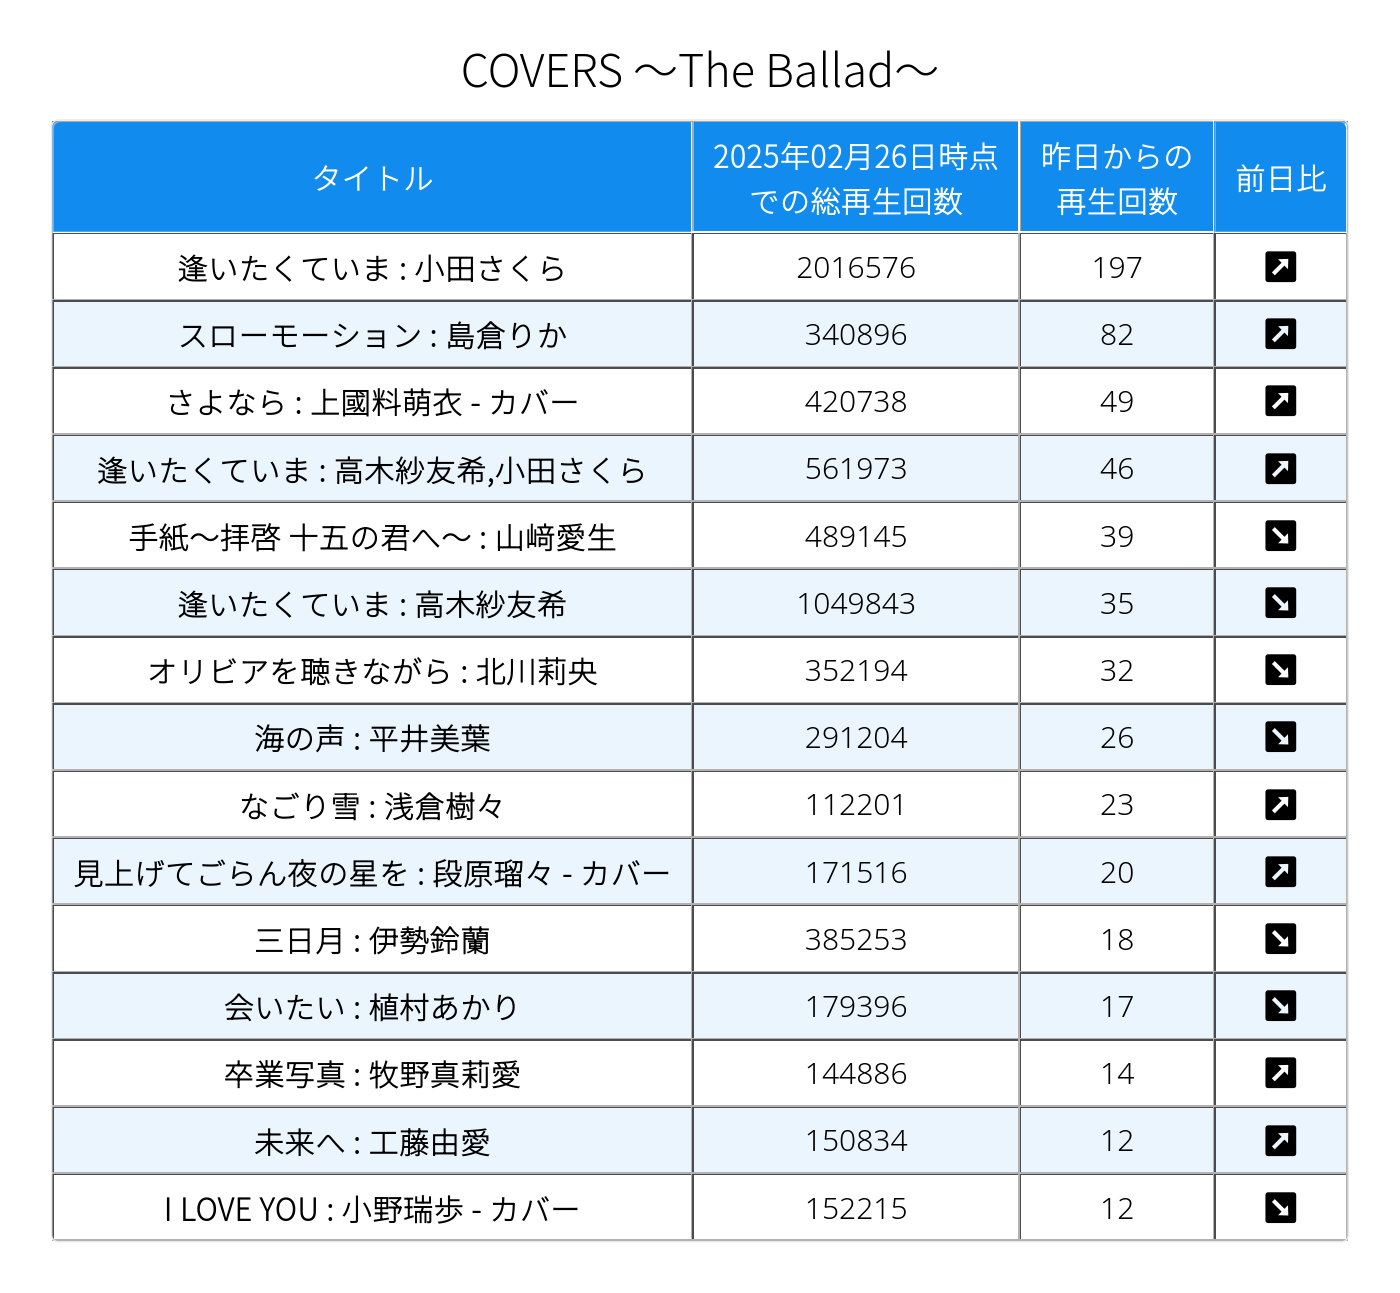 COVERS ～The Ballad～
タイトル
2025年02月26日時点
での総再生回数
昨日からの
再生回数
前日比
逢いたくていま : 小田さくら 2016576 197 ↗
スローモーション : 島倉りか 340896 82 ↗
さよなら : 上國料萌衣 - カバー 420738 49 ↗
逢いたくていま : 高木紗友希,小田さくら 561973 46 ↗
手紙～拝啓 十五の君へ～ : 山﨑愛生 489145 39 ↘
逢いたくていま : 高木紗友希 1049843 35 ↘
オリビアを聴きながら : 北川莉央 352194 32 ↘
海の声 : 平井美葉 291204 26 ↘
なごり雪 : 浅倉樹々 112201 23 ↗
見上げてごらん夜の星を : 段原瑠々 - カバー 171516 20 ↗
三日月 : 伊勢鈴蘭 385253 18 ↘
会いたい : 植村あかり 179396 17 ↘
卒業写真 : 牧野真莉愛 144886 14 ↗
未来へ : 工藤由愛 150834 12 ↗
I LOVE YOU : 小野瑞歩 - カバー 152215 12 ↘